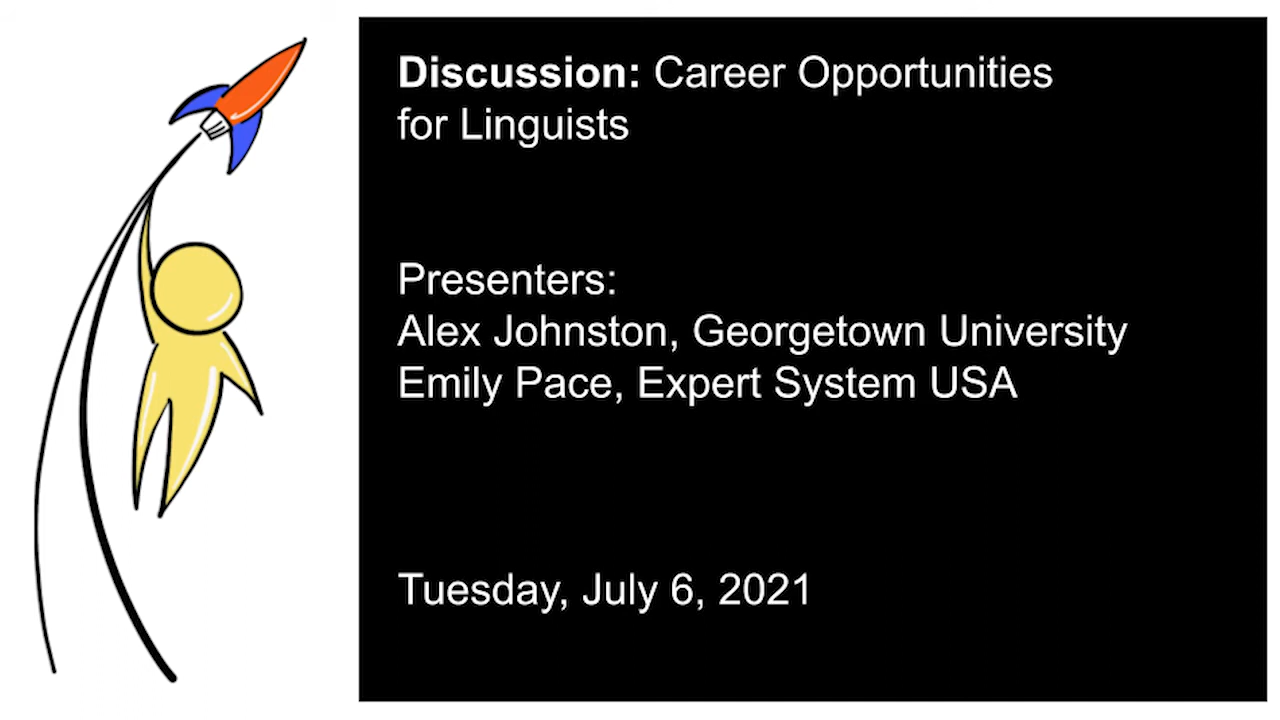 Discussion: Career Opportunities
for Linguists
Presenters:
Alex Johnston, Georgetown University
Emily Pace, Expert System USA
Tuesday, July 6, 2021